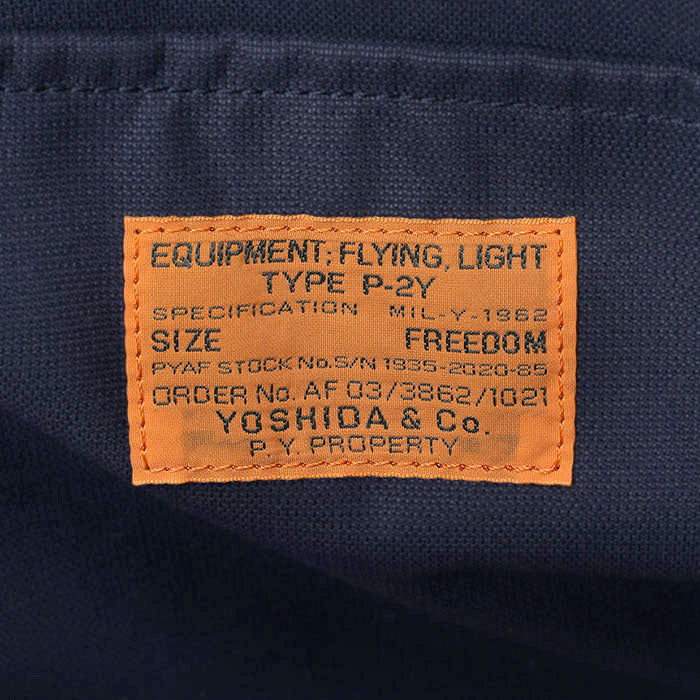 EQUIPMENT; FLYING, LIGHT
TYPE P-2Y
SPECIFICATION MIL-Y-1962
SIZE FREEDOM
PYAF STOCK No. S/N 1935-2020-85
ORDER No. AF 03/3862/1021
YOSHIDA & Co.
P. Y. PROPERTY